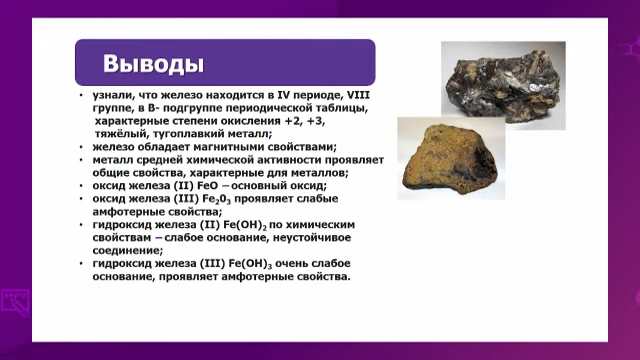 Выводы
• узнали, что железо находится в IV периоде, VIII
группе, в В- подгруппе периодической таблицы,
характерные степени окисления +2, +3,
тяжёлый, тугоплавкий металл;
• железо обладает магнитными свойствами;
• металл средней химической активности проявляет
общие свойства, характерные для металлов;
• оксид железа (II) FeO –основный оксид;
• оксид железа (III) Fe₂0₃ проявляет слабые
амфотерные свойства;
• гидроксид железа (II) Fe(OH)₂ по химическим
свойствам –слабое основание, неустойчивое
соединение;
• гидроксид железа (III) Fe(OH)₃ очень слабое
основание, проявляет амфотерные свойства.